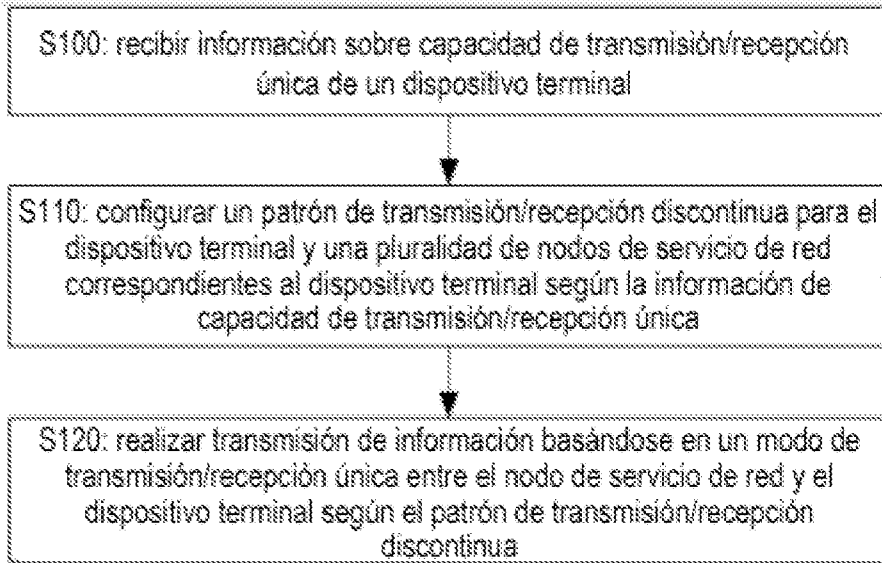 S100: recibir información sobre capacidad de transmisión/recepción
única de un dispositivo terminal
S110: configurar un patrón de transmisión/recepción discontinua para el
dispositivo terminal y una pluralidad de nodos de servicio de red
correspondientes al dispositivo terminal según la información de
capacidad de transmisión/recepción única
S120: realizar transmisión de información basándose en un modo de
transmisión/recepción única entre el nodo de servicio de red y el
dispositivo terminal según el patrón de transmisión/recepción
discontinua